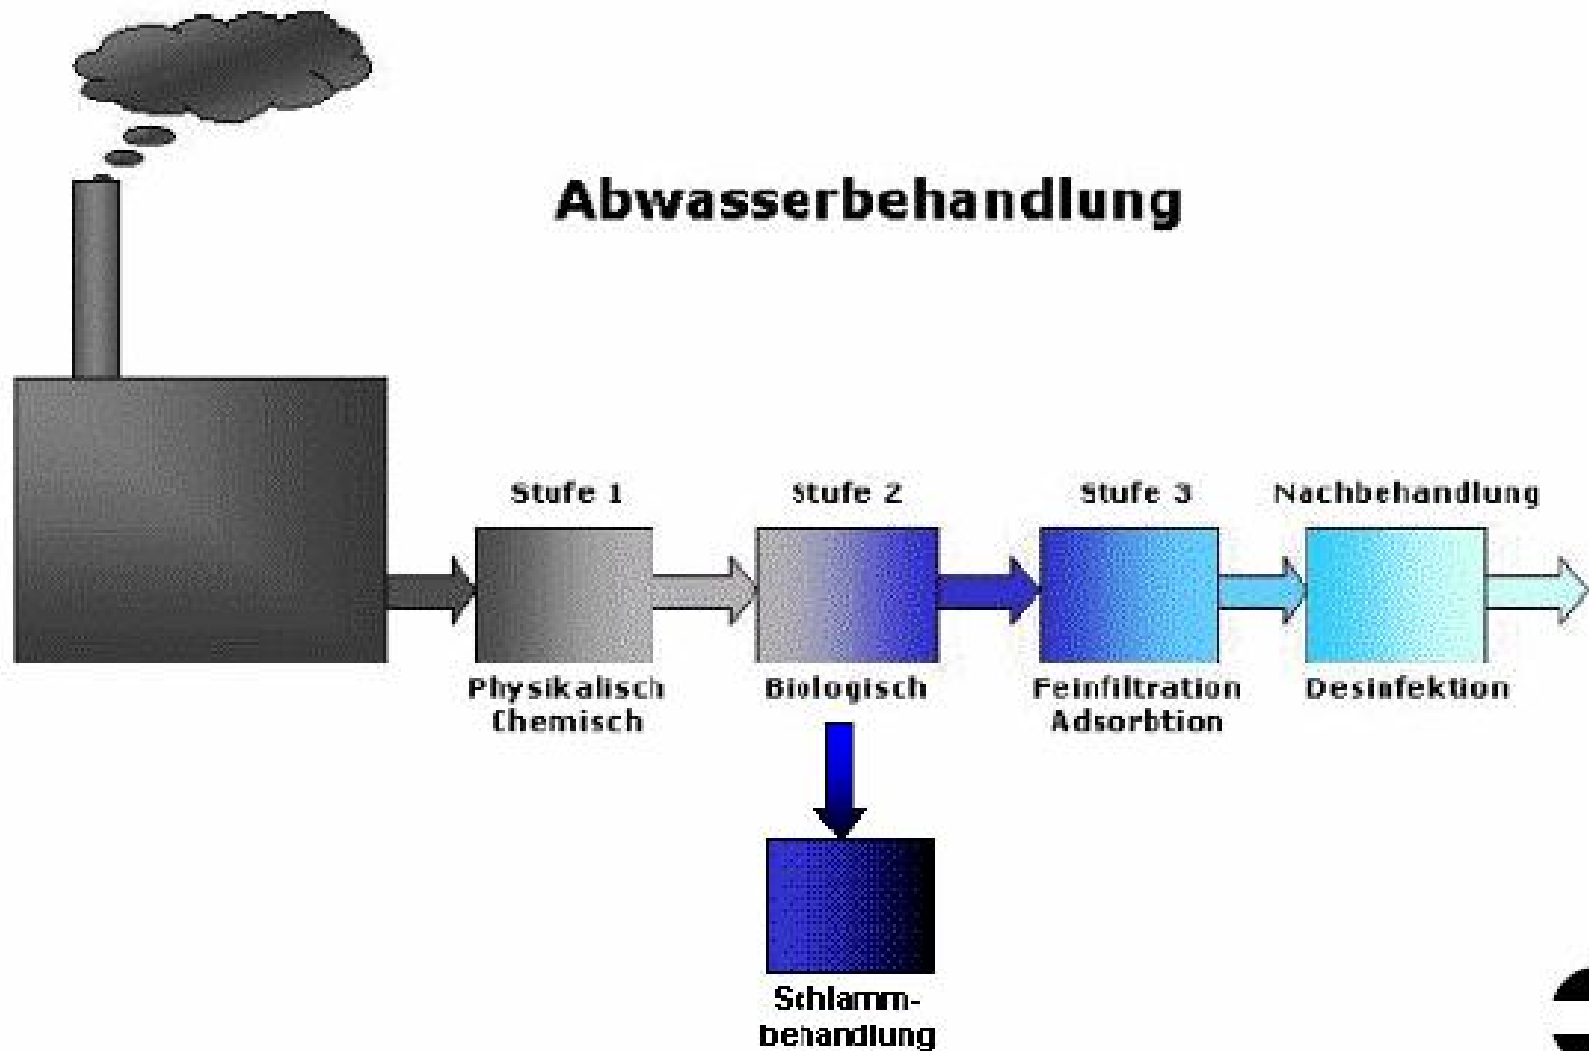 Abwasserbehandlung
Stufe 1
Stufe 2
Stufe 3
Nachbehandlung
Physikalisch
Chemisch
Biologisch
Feinfiltration
Adsorbtion
Desinfektion
Schlamm-
behandlung